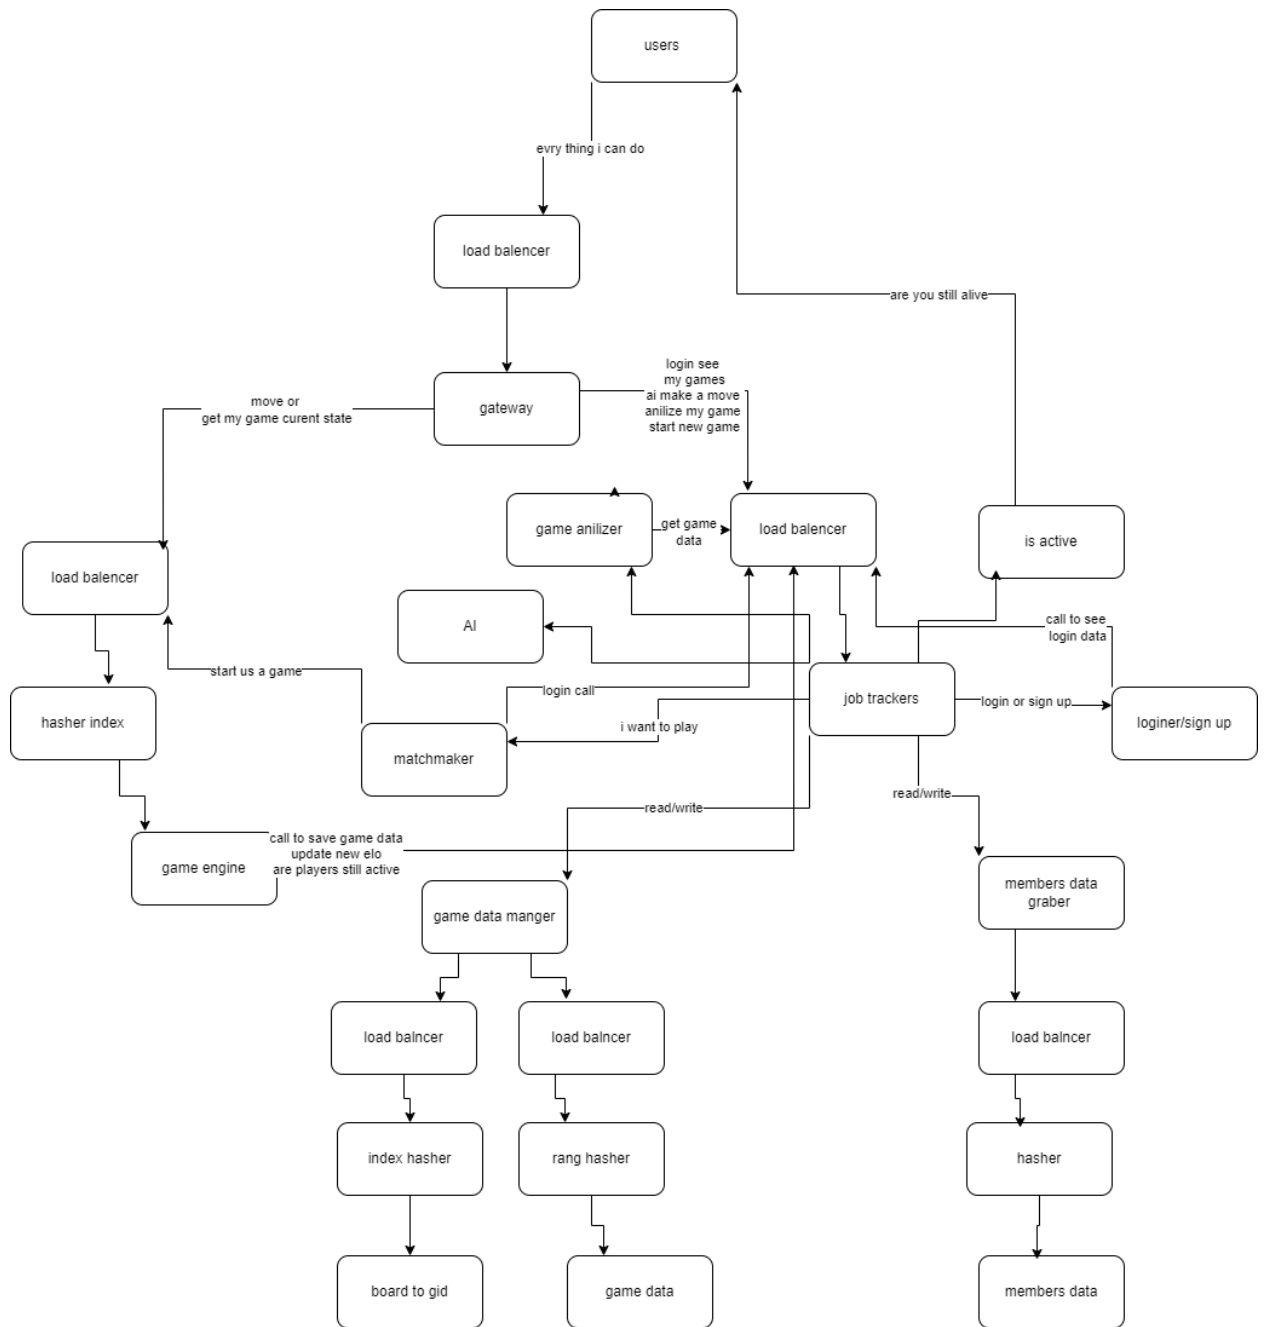 users
evry thing i can do
load balencer
are you still alive
gateway
login see
my games
ai make a move
anilize my game
start new game
move or
get my game curent state
game anilizer
get game
data
load balencer
is active
load balencer
AI
call to see
login data
start us a game
login call
job trackers
login or sign up
loginer/sign up
hasher index
i want to play
matchmaker
read/write
read/write
call to save game data
update new elo
are players still active
game engine
members data
graber
game data manger
load balncer
load balncer
load balncer
index hasher
rang hasher
hasher
board to gid
game data
members data